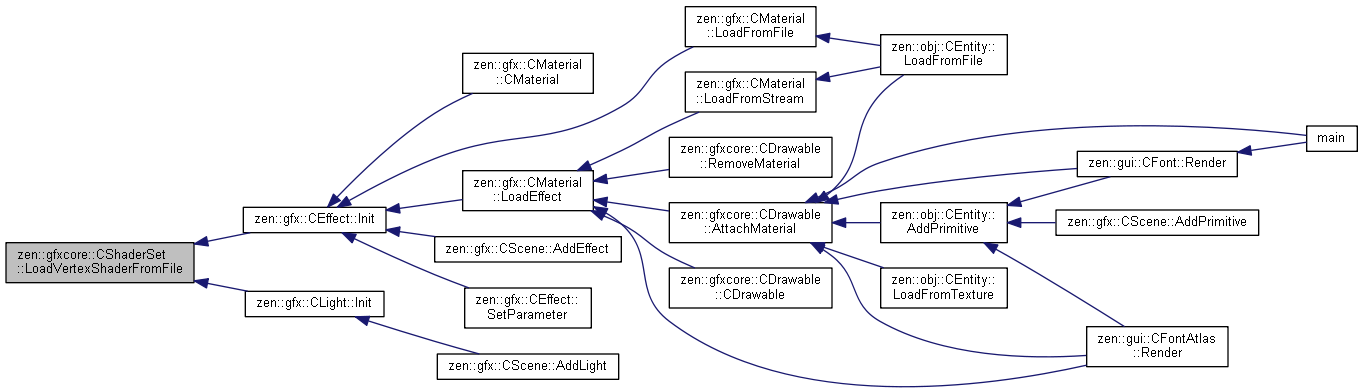 zen::gfxcore::CShaderSet
::LoadVertexShaderFromFile
zen::gfx::CEffect::Init
zen::gfx::CLight::Init
zen::gfx::CMaterial
::CMaterial
zen::gfx::CMaterial
::LoadEffect
zen::gfx::CScene::AddEffect
zen::gfx::CEffect::
SetParameter
zen::gfx::CScene::AddLight
zen::gfx::CMaterial
::LoadFromFile
zen::gfx::CMaterial
::LoadFromStream
zen::gfxcore::CDrawable
::RemoveMaterial
zen::gfxcore::CDrawable
::AttachMaterial
zen::gfxcore::CDrawable
::CDrawable
zen::obj::CEntity::
LoadFromFile
zen::obj::CEntity::
AddPrimitive
zen::obj::CEntity::
LoadFromTexture
main
zen::gui::CFont::Render
zen::gfx::CScene::AddPrimitive
zen::gui::CFontAtlas
::Render